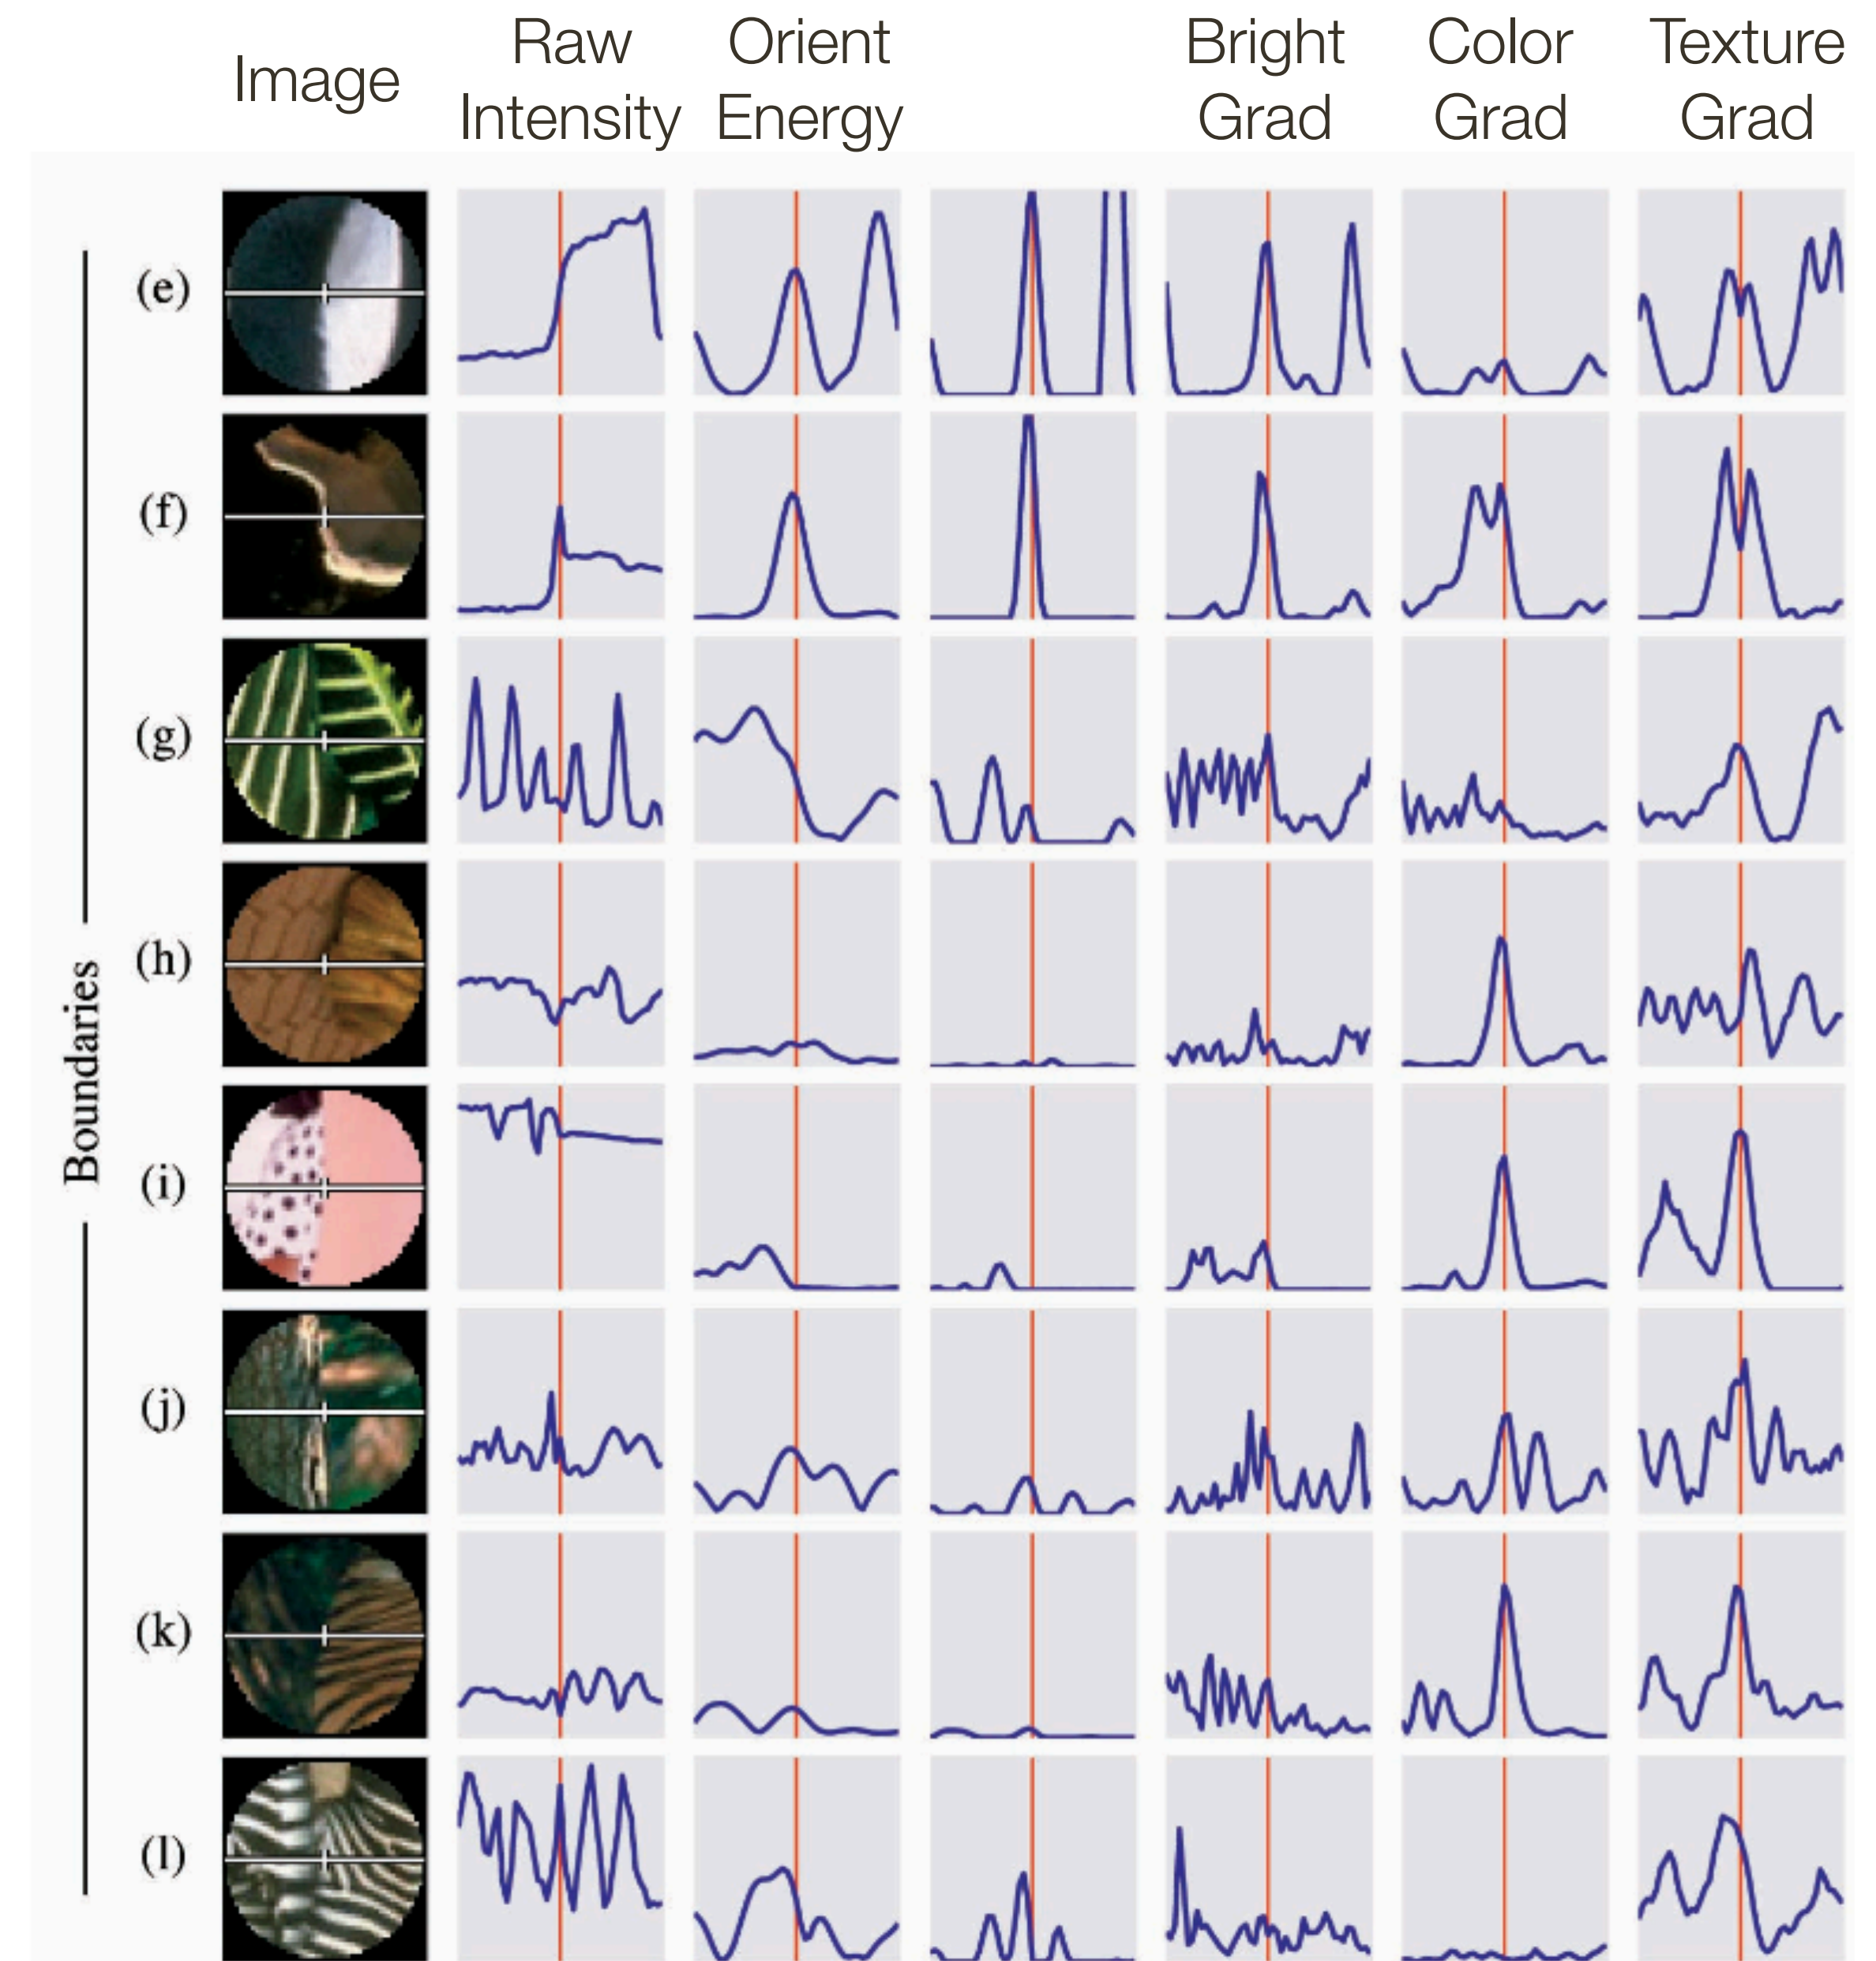 Image
Raw
Intensity
Orient
Energy
Bright
Grad
Color
Grad
Texture
Grad
Boundaries
(e)
(f)
(g)
(h)
(i)
(j)
(k)
(l)